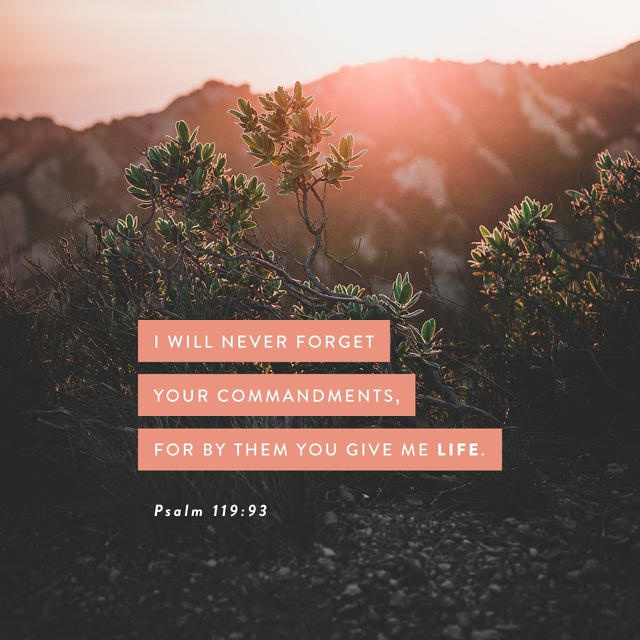 I WILL NEVER FORGET
YOUR COMMANDMENTS,
FOR BY THEM YOU GIVE ME LIFE.
Psalm 119:93